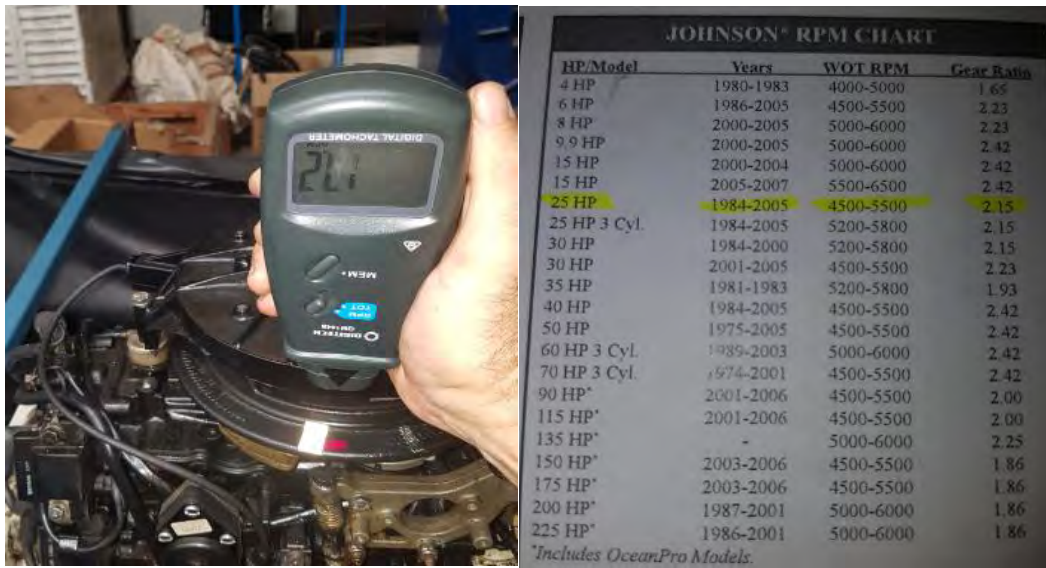 DIGITAL TACHOMETER
MEM
RPM
TOT
DIGITECH
QM1448
JOHNSON* RPM CHART
HP/Model Years WOT RPM Gear Ratio
4 HP 1980-1983 4000-5000 1.65
6 HP 1986-2005 4500-5500 2.23
8 HP 2000-2005 5000-6000 2.23
9.9 HP 2000-2005 5000-6000 2.42
15 HP 2000-2004 5000-6000 2.42
15 HP 2005-2007 5500-6500 2.42
25 HP 1984-2005 4500-5500 2.15
25 HP 3 Cyl. 1984-2005 5200-5800 2.15
30 HP 1984-2000 5200-5800 2.15
30 HP 2001-2005 4500-5500 2.23
35 HP 1981-1983 5200-5800 1.93
40 HP 1984-2005 4500-5500 2.42
50 HP 1975-2005 4500-5500 2.42
60 HP 3 Cyl. 1989-2003 5000-6000 2.42
70 HP 3 Cyl. 1974-2001 4500-5500 2.42
90 HP* 2001-2006 4500-5500 2.00
115 HP* 2001-2006 4500-5500 2.00
135 HP* - 5000-6000 2.25
150 HP* 2003-2006 4500-5500 1.86
175 HP* 2003-2006 4500-5500 1.86
200 HP* 1987-2001 5000-6000 1.86
225 HP* 1986-2001 5000-6000 1.86
*Includes OceanPro Models.